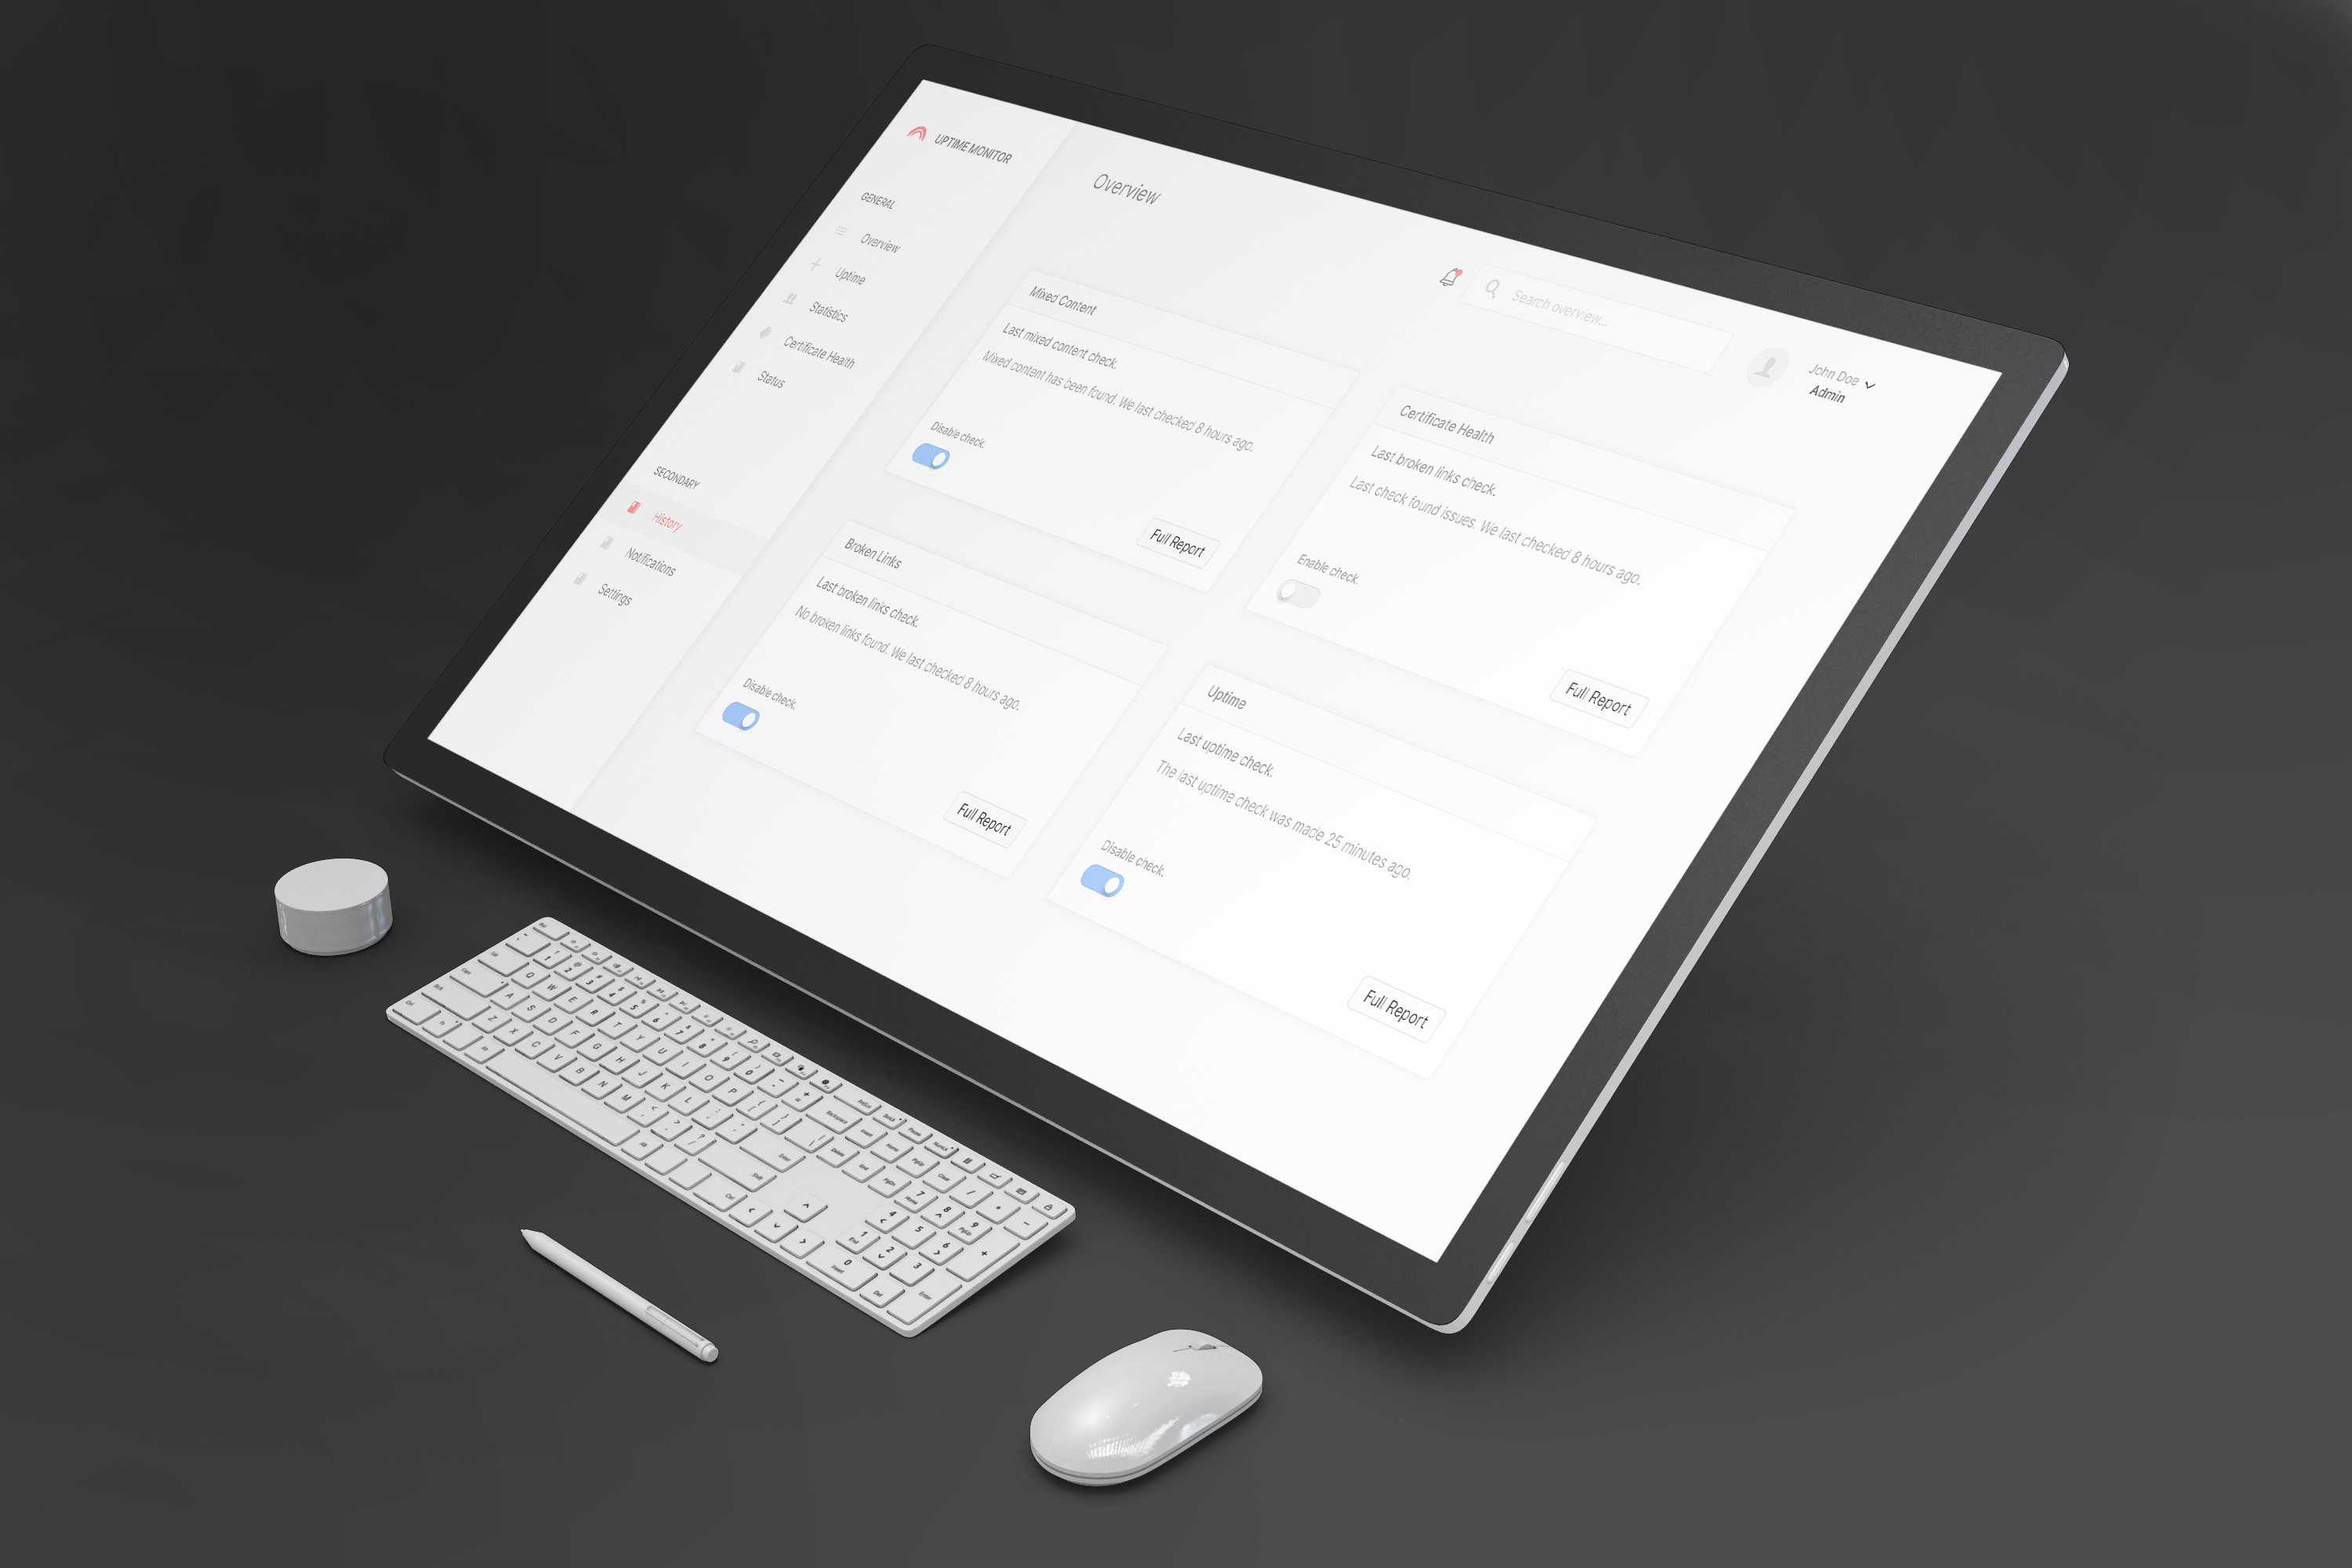 UPTIME MONITOR
GENERAL
Overview
Uptime
Statistics
Certificate Health
Status
SECONDARY
History
Notifications
Settings
Overview
Search overview...
John Doe
Admin
Mixed Content
Last mixed content check.
Mixed content has been found. We last checked 8 hours ago.
Disable check.
Full Report
Certificate Health
Last broken links check.
Last check found issues. We last checked 8 hours ago.
Enable check.
Full Report
Broken Links
Last broken links check.
No broken links found. We last checked 8 hours ago.
Disable check.
Full Report
Uptime
Last uptime check.
The last uptime check was made 25 minutes ago.
Disable check.
Full Report
Q W E R T Y U I O P
A S D F G H J K L
Z X C V B N M